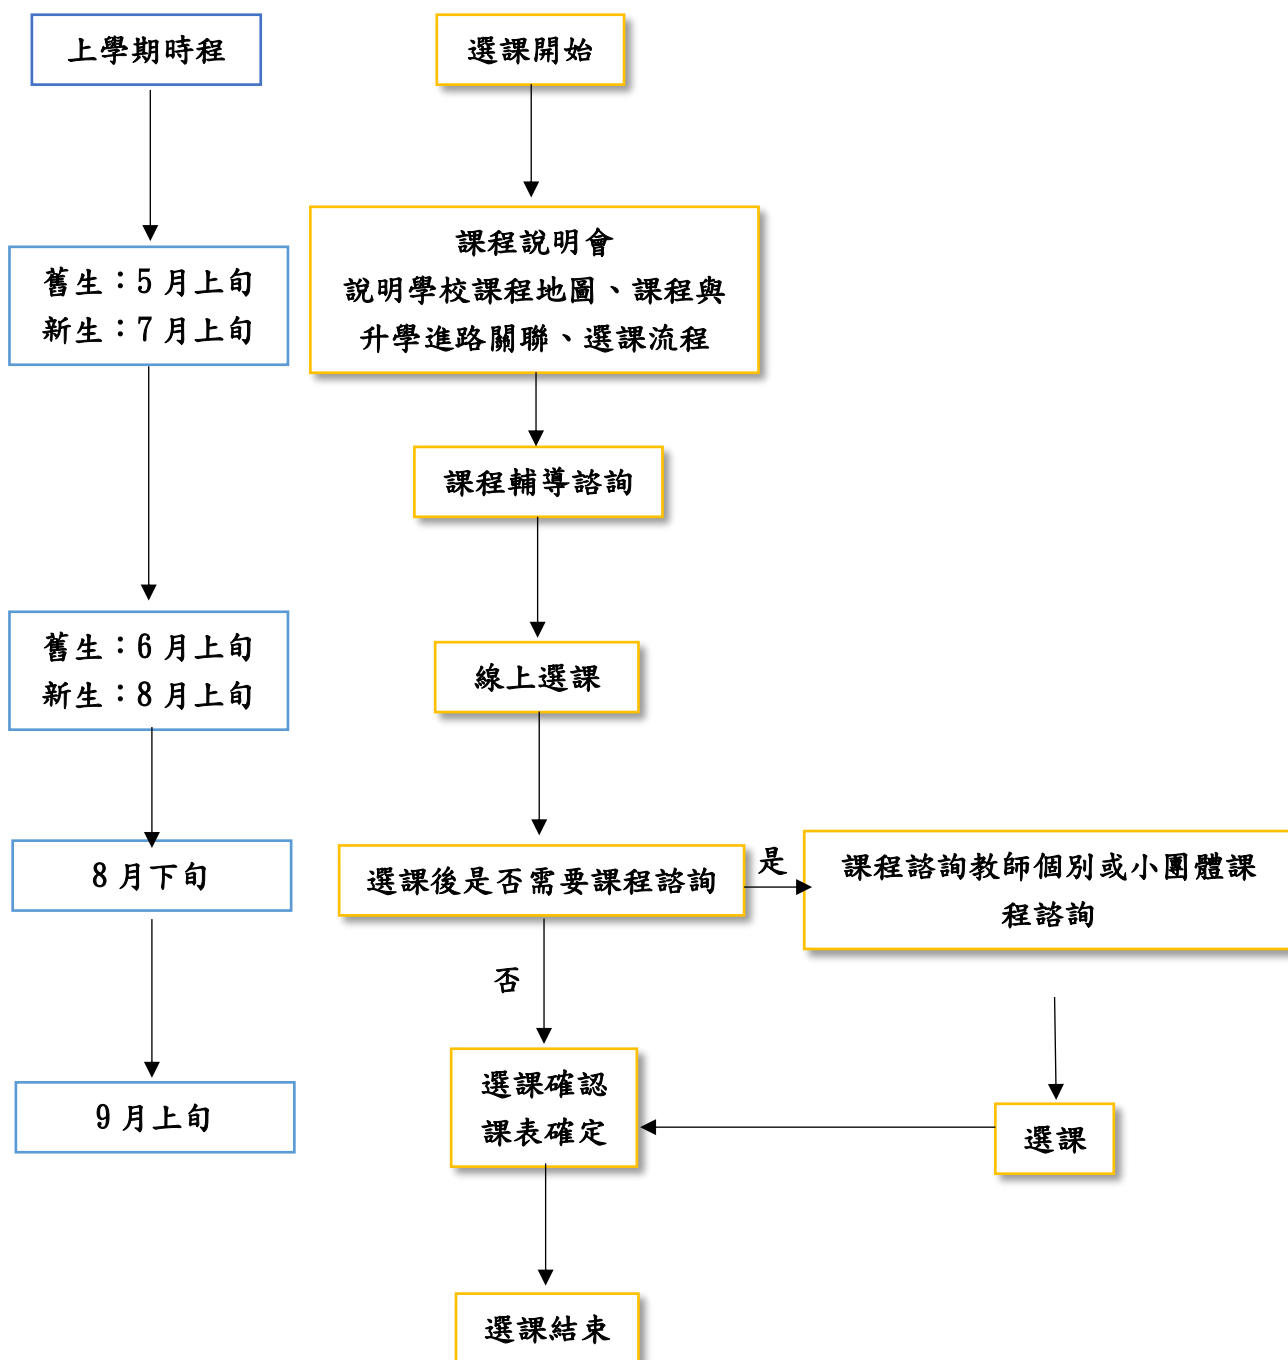 上學期時程
選課開始
課程說明會
說明學校課程地圖、課程與
升學進路關聯、選課流程
舊生：5 月上旬
新生：7 月上旬
課程輔導諮詢
舊生：6 月上旬
新生：8 月上旬
線上選課
8 月下旬
選課後是否需要課程諮詢
是
課程諮詢教師個別或小團體課
程諮詢
否
9 月上旬
選課確認
課表確定
選課
選課結束